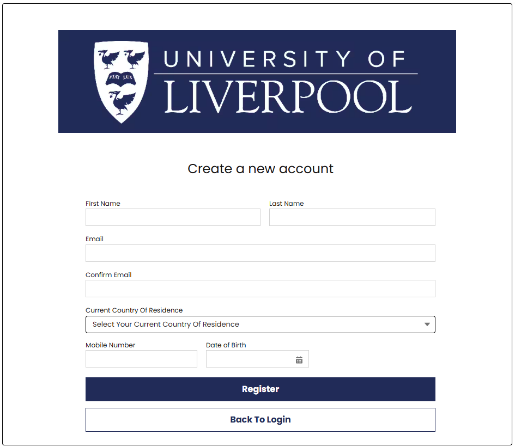 UNIVERSITY OF
LIVERPOOL
Create a new account
First Name
Last Name
Email
Confirm Email
Current Country Of Residence
Select Your Current Country Of Residence
Mobile Number
Date of Birth
Register
Back To Login